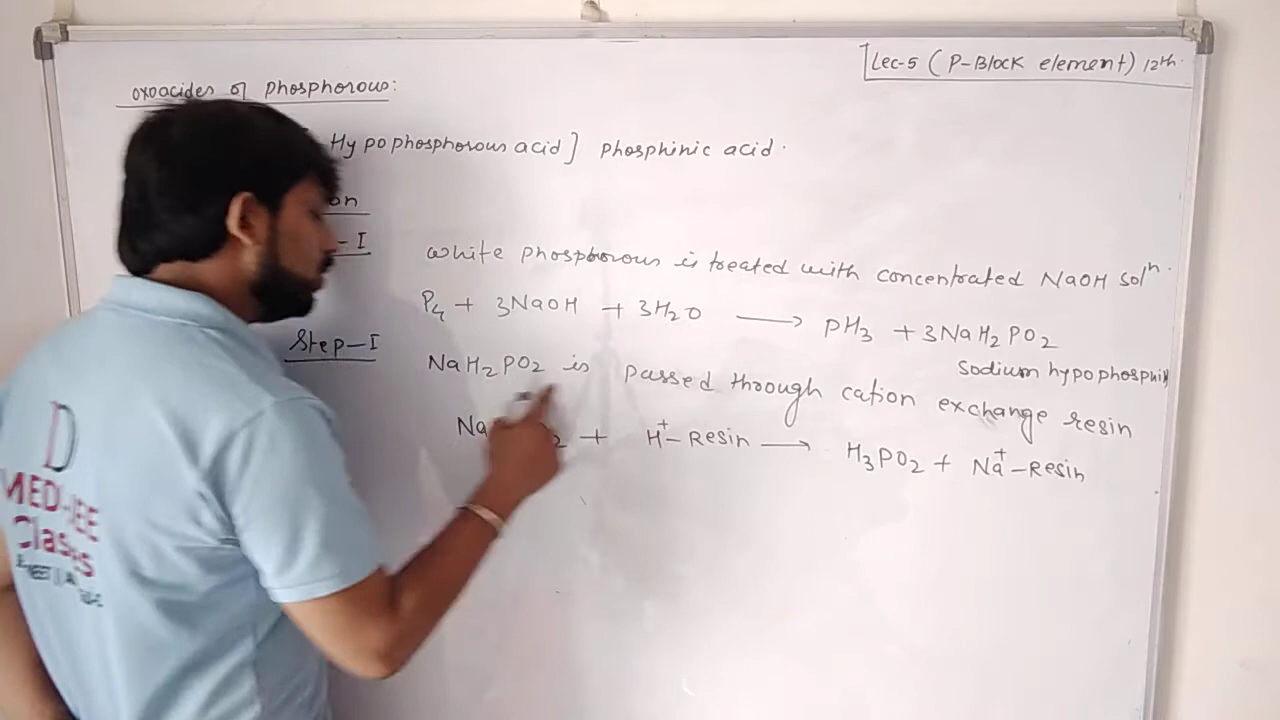 Lec-5 (P-Block element) 12th.
oxoacides of phosphorous:
Hypophosphorous acid] phosphinic acid.
on
-I
white phosphorous is treated with concentrated NaOH solⁿ.
P₄ + 3NaOH + 3H₂O ⟶ PH₃ + 3NaH₂PO₂
Sodium hypophosphi
Step-I
NaH₂PO₂ is passed through cation exchange resin
Na 2 + H⁺-Resin ⟶ H₃PO₂ + Na⁺-Resin
D
MEDI-JEE
Classes